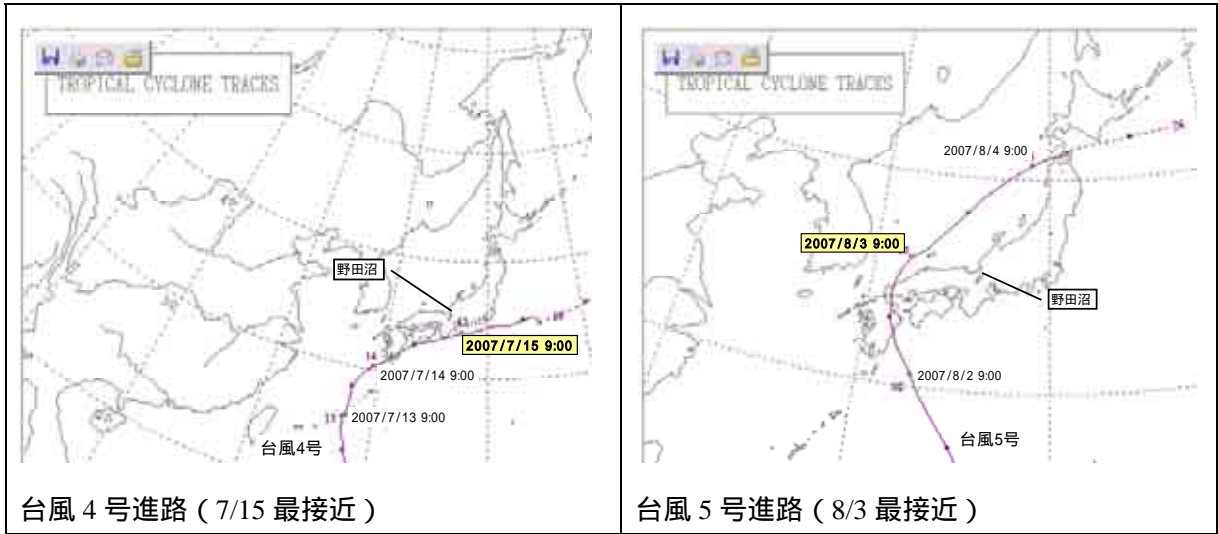 TROPICAL CYCLONE TRACKS
野田沼
2007/7/15 9:00
14
2007/7/14 9:00
13
2007/7/13 9:00
台風4号
台風 4 号進路 ( 7/15 最接近 )
TROPICAL CYCLONE TRACKS
2007/8/4 9:00
2007/8/3 9:00
野田沼
2007/8/2 9:00
台風5号
台風 5 号進路 ( 8/3 最接近 )